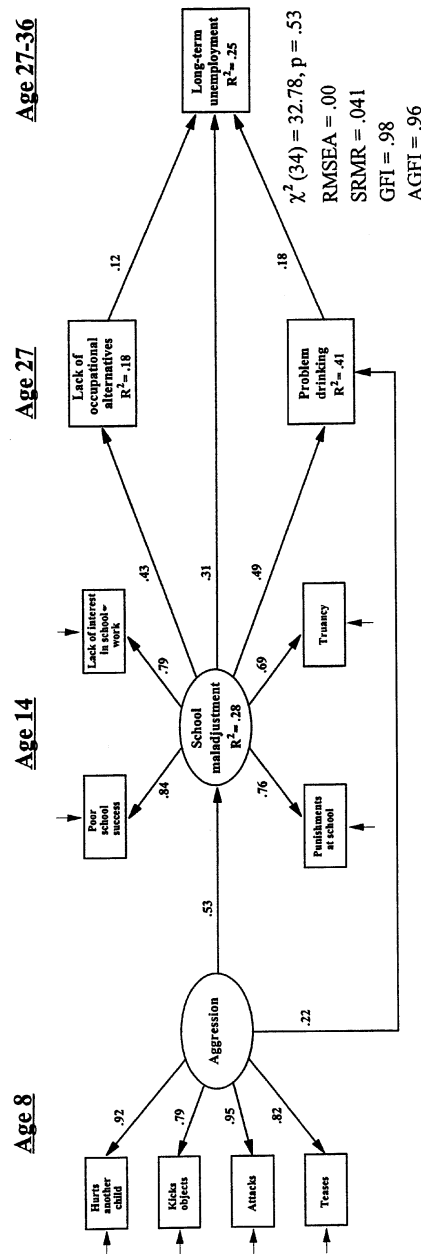 Age 8
Age 14
Age 27
Age 27-36
Hurts
another
child
Kicks
objects
Attacks
Teases
.92
.79
.95
.82
Aggression
.53
.22
Poor
school
success
Lack of interest
in school-
work
.84
.79
School
maladjustment
R² = .28
.76
.69
Punishments
at school
Truancy
.43
.31
.49
Lack of
occupational
alternatives
R² = .18
Problem
drinking
R² = .41
.12
.18
Long-term
unemployment
R² = .25
χ² (34) = 32.78, p = .53
RMSEA = .00
SRMR = .041
GFI = .98
AGFI = .96